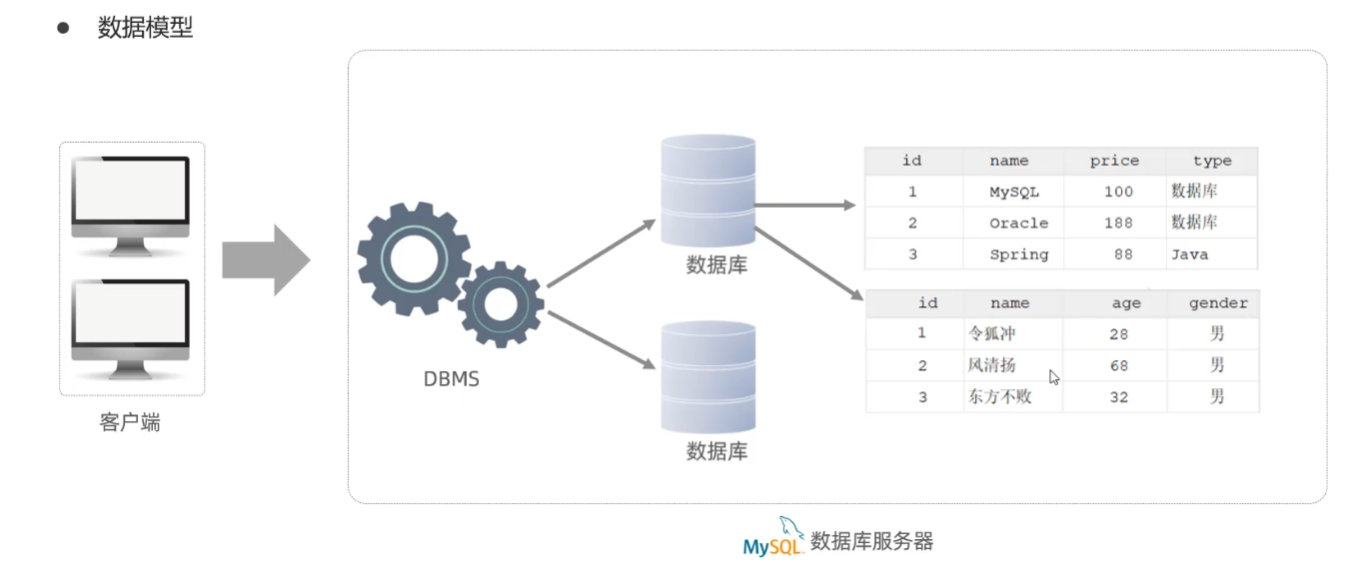 ● 数据模型
客户端
DBMS
数据库
数据库
id name price type
1 MySQL 100 数据库
2 Oracle 188 数据库
3 Spring 88 Java
id name age gender
1 令狐冲 28 男
2 风清扬 68 男
3 东方不败 32 男
MySQL 数据库服务器